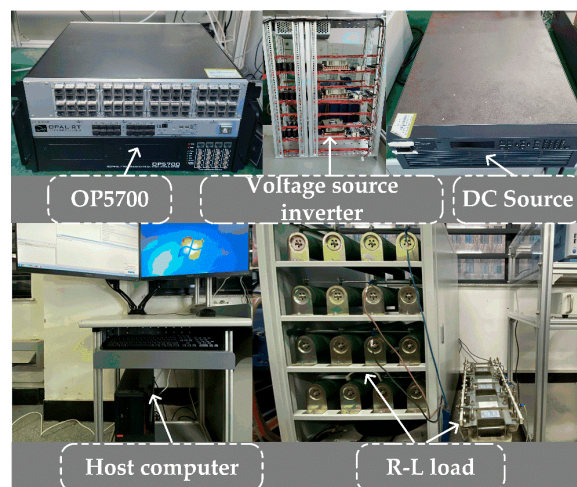 OPAL-RT
OP5700
OP5700
Voltage source
inverter
DC Source
Host computer
R-L load